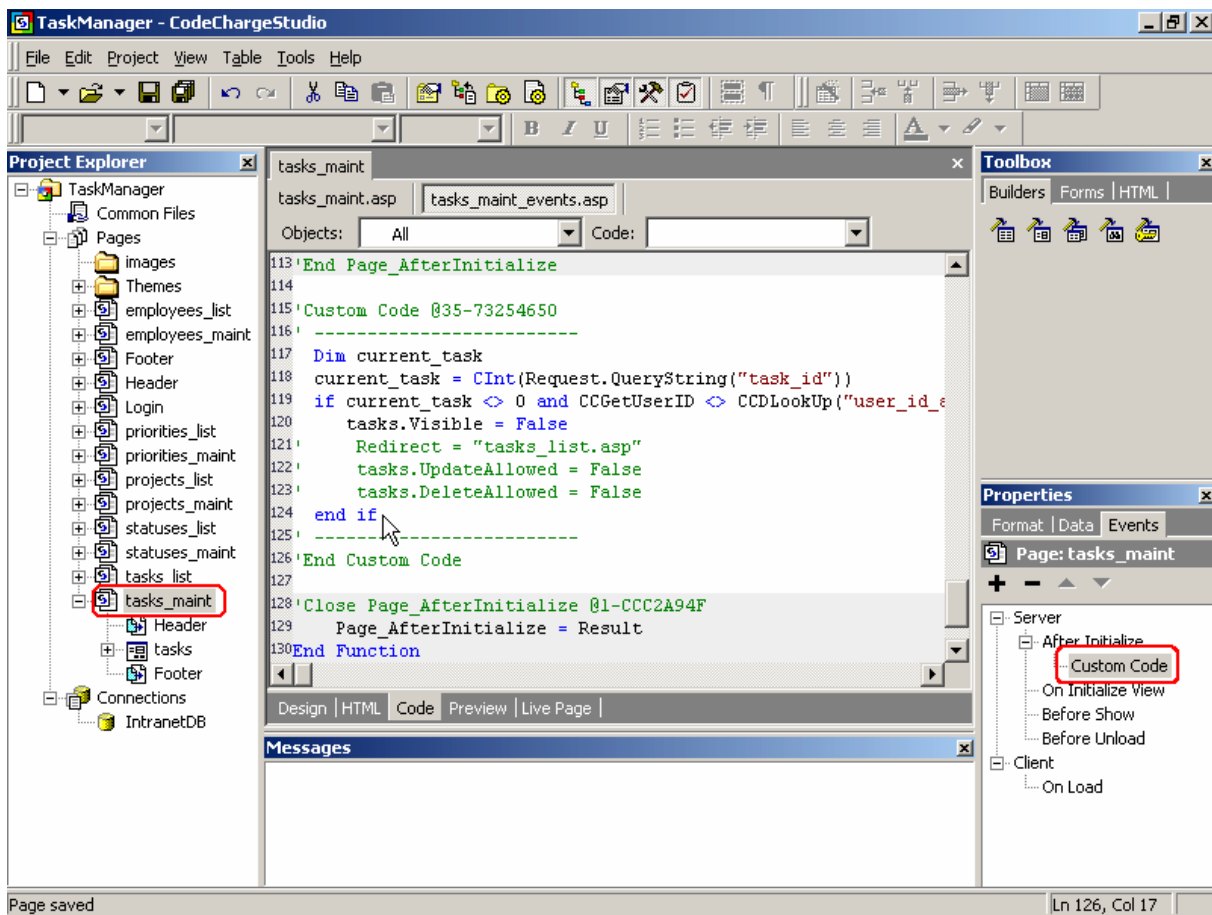 TaskManager - CodeChargeStudio
File Edit Project View Table Tools Help
B I U A
Project Explorer
TaskManager
Common Files
Pages
images
Themes
employees_list
employees_maint
Footer
Header
Login
priorities_list
priorities_maint
projects_list
projects_maint
statuses_list
statuses_maint
tasks_list
tasks_maint
Header
tasks
Footer
Connections
IntranetDB
tasks_maint
tasks_maint.asp tasks_maint_events.asp
Objects: All Code:
113 'End Page_AfterInitialize
114
115 'Custom Code @35-73254650
116 ' -------------------------
117 Dim current_task
118 current_task = CInt(Request.QueryString("task_id"))
119 if current_task <> 0 and CCGetUserID <> CCDLookUp("user_id_a
120 tasks.Visible = False
121 ' Redirect = "tasks_list.asp"
122 ' tasks.UpdateAllowed = False
123 ' tasks.DeleteAllowed = False
124 end if
125 ' -------------------------
126 'End Custom Code
127
128 'Close Page_AfterInitialize @1-CCC2A94F
129 Page_AfterInitialize = Result
130 End Function
Design HTML Code Preview Live Page
Messages
Toolbox
Builders Forms HTML
Properties
Format Data Events
Page: tasks_maint
Server
After Initialize
Custom Code
On Initialize View
Before Show
Before Unload
Client
On Load
Page saved
Ln 126, Col 17